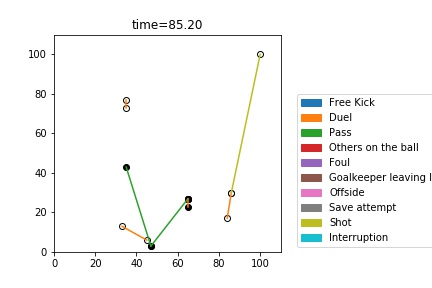 time=85.20
100
80
60
40
20
0
0 20 40 60 80 100
Free Kick
Duel
Pass
Others on the ball
Foul
Goalkeeper leaving l
Offside
Save attempt
Shot
Interruption